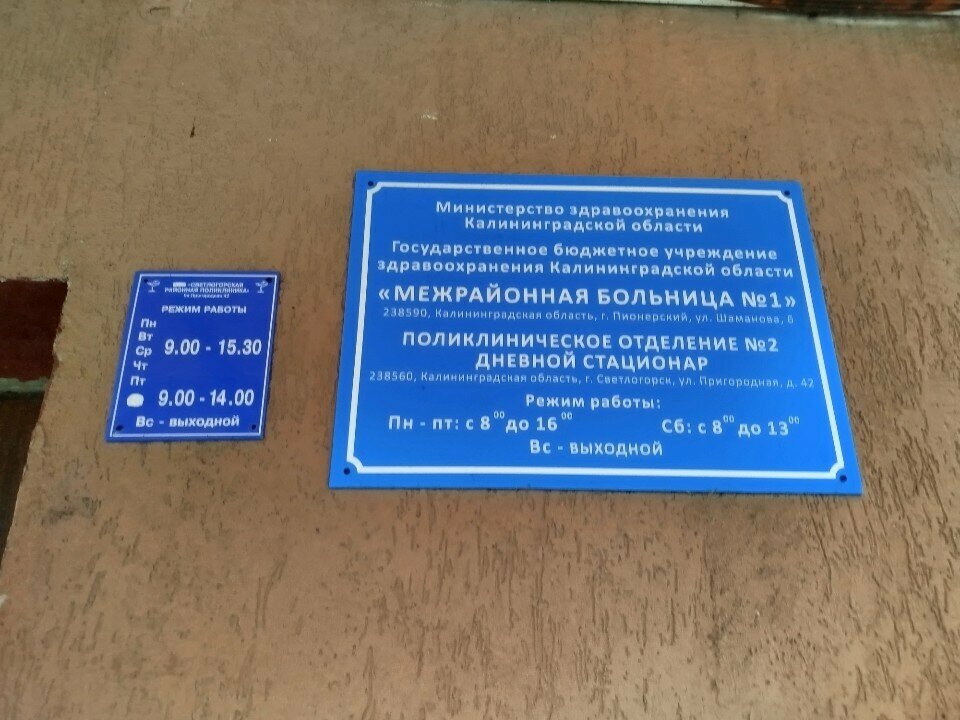 «СВЕТЛОГОРСКАЯ
РАЙОННАЯ ПОЛИКЛИНИКА»
РЕЖИМ РАБОТЫ
Пн
Вт
Ср 9.00 - 15.30
Чт
Пт
9.00 - 14.00
Вс - выходной
Министерство здравоохранения
Калининградской области
Государственное бюджетное учреждение
здравоохранения Калининградской области
«МЕЖРАЙОННАЯ БОЛЬНИЦА №1»
238590, Калининградская область, г. Пионерский, ул. Шаманова, 6
ПОЛИКЛИНИЧЕСКОЕ ОТДЕЛЕНИЕ №2
ДНЕВНОЙ СТАЦИОНАР
238560, Калининградская область, г. Светлогорск, ул. Пригородная, д. 42
Режим работы:
Пн - пт: с 8⁰⁰ до 16⁰⁰ Сб: с 8⁰⁰ до 13⁰⁰
Вс - выходной